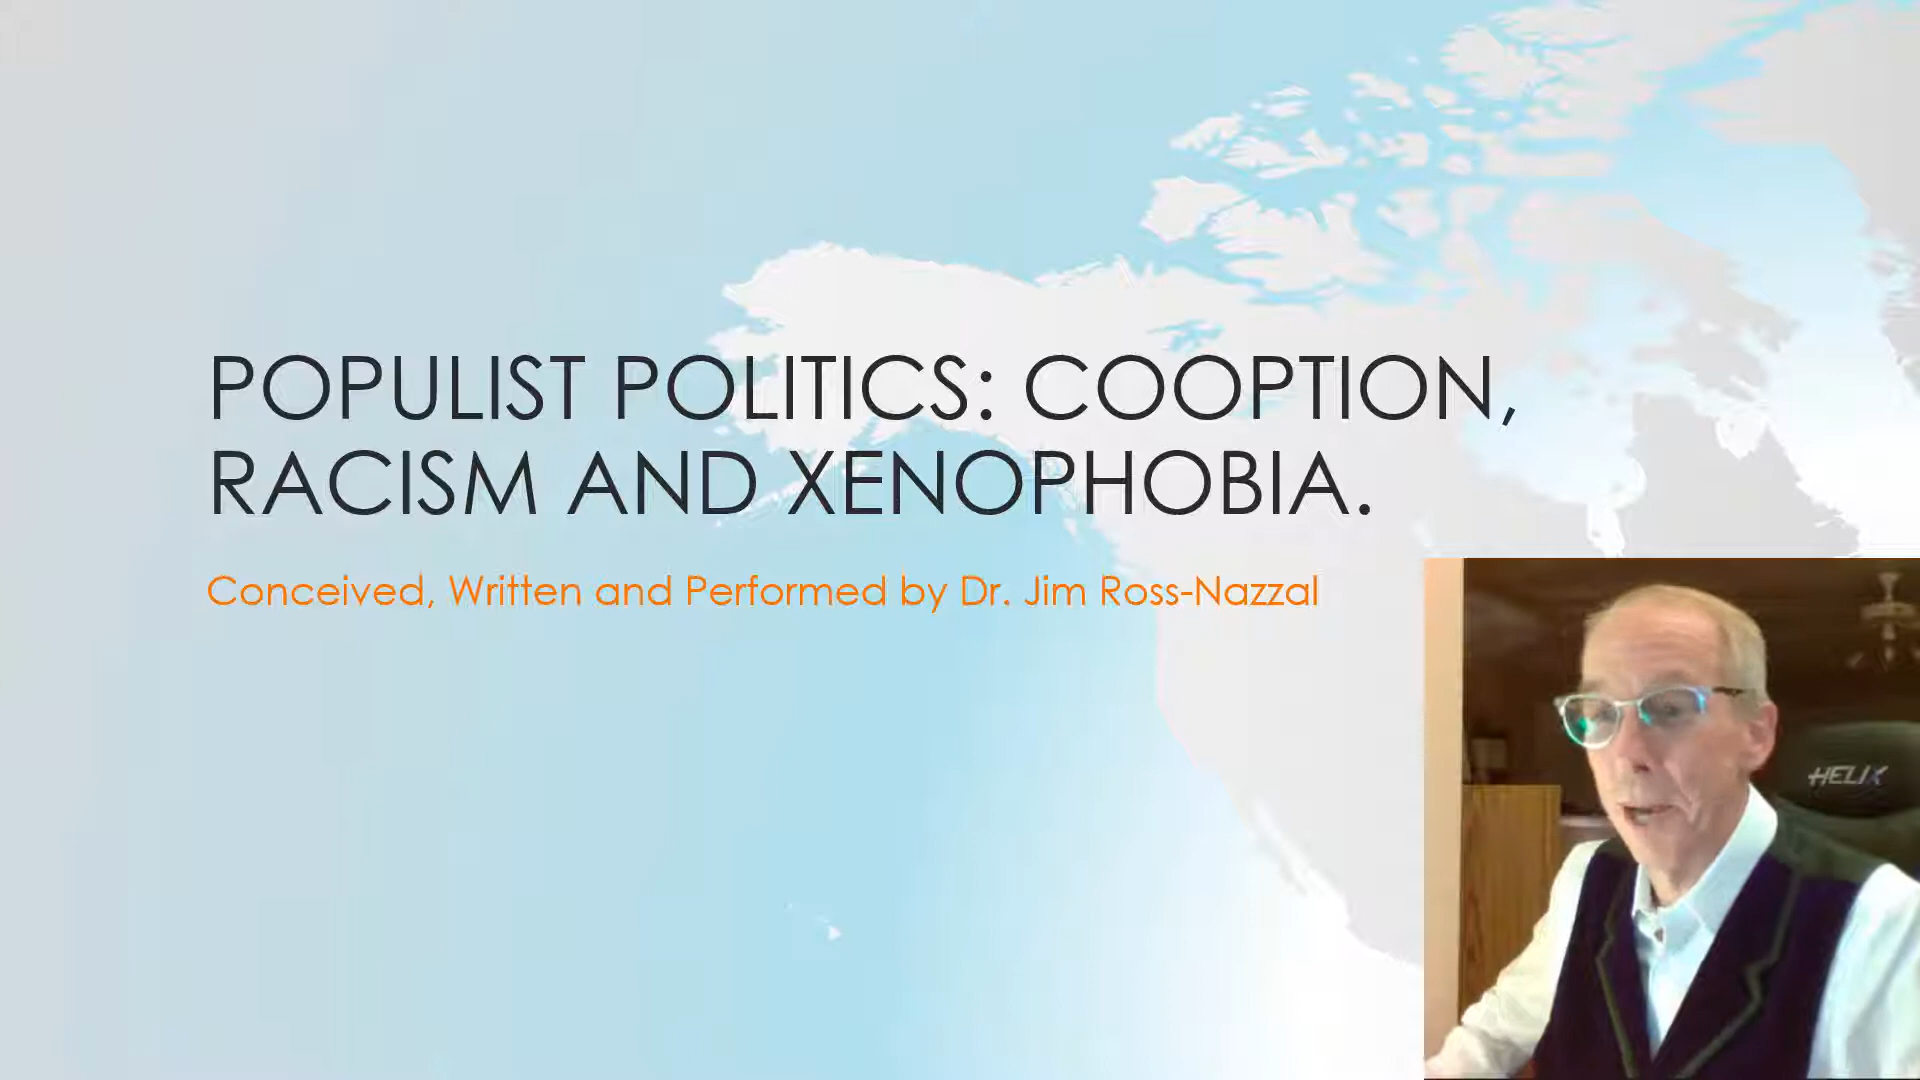 POPULIST POLITICS: COOPTION,
RACISM AND XENOPHOBIA.
Conceived, Written and Performed by Dr. Jim Ross-Nazzal
HELIX